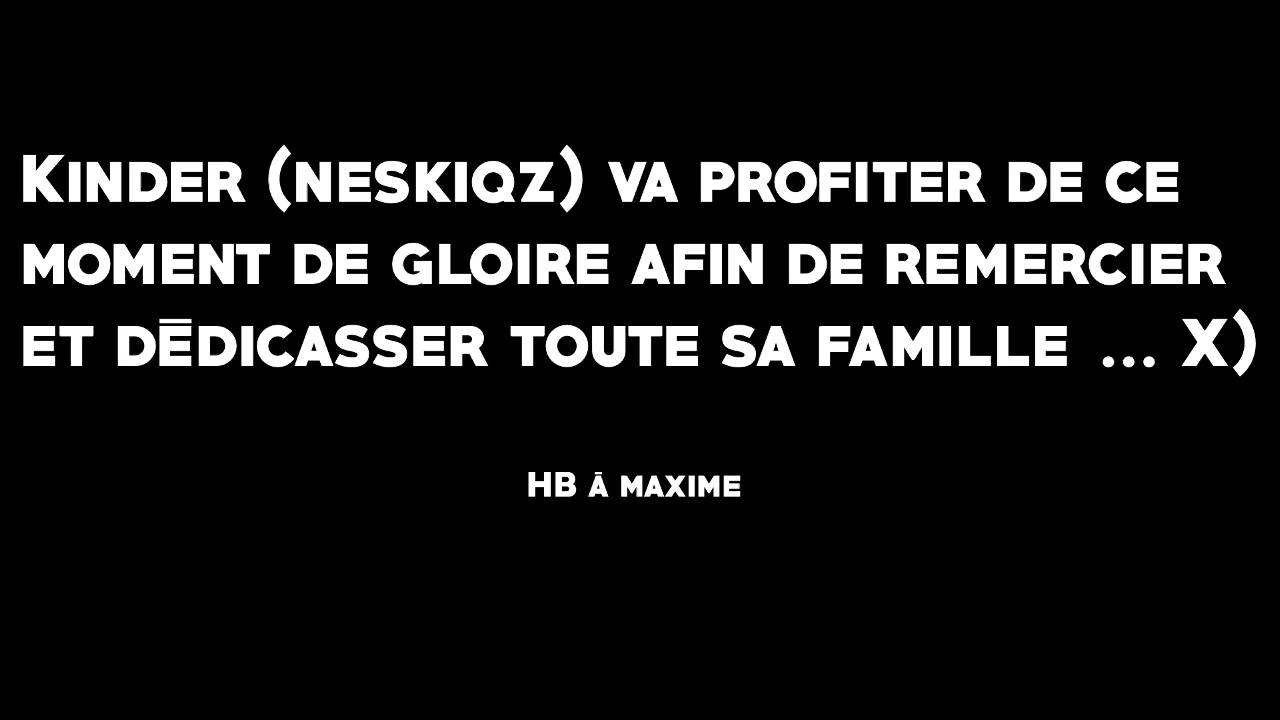 Kinder (neskiqz) va profiter de ce
moment de gloire afin de remercier
et dēdicasser toute sa famille ... X)
HB ā maxime